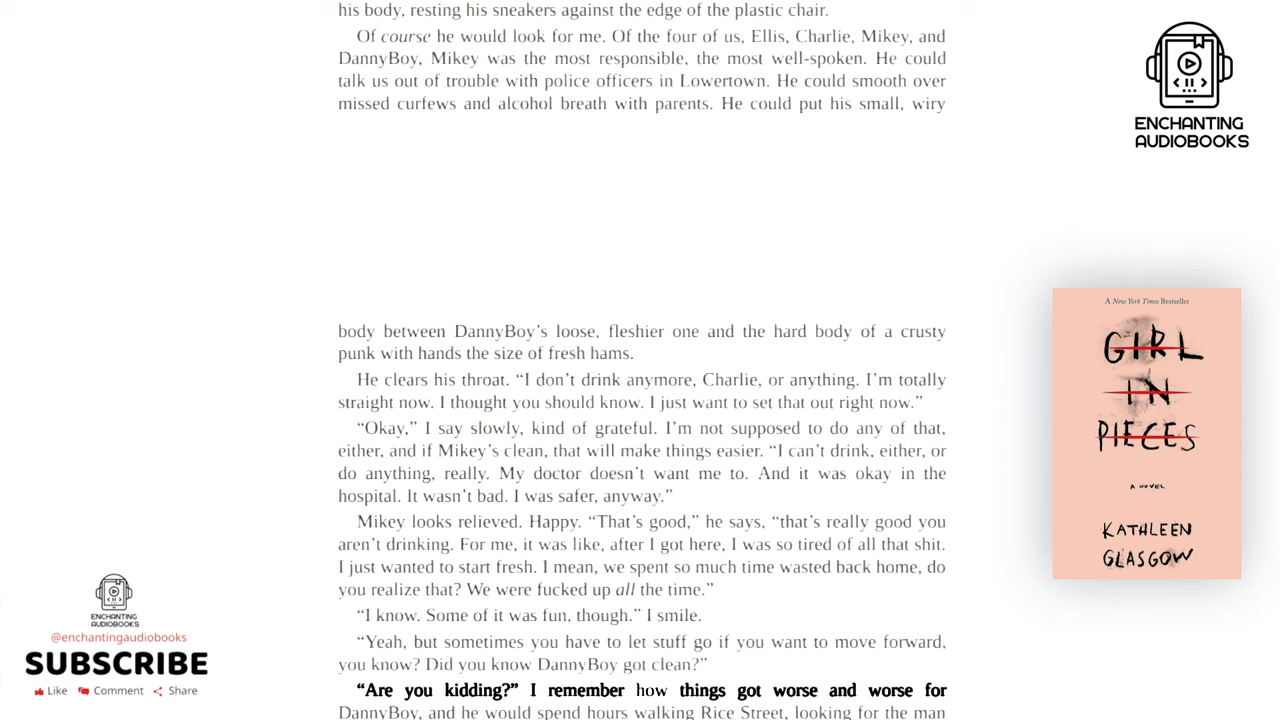 his body, resting his sneakers against the edge of the plastic chair.
Of course he would look for me. Of the four of us, Ellis, Charlie, Mikey, and
DannyBoy, Mikey was the most responsible, the most well-spoken. He could
talk us out of trouble with police officers in Lowertown. He could smooth over
missed curfews and alcohol breath with parents. He could put his small, wiry
body between DannyBoy’s loose, fleshier one and the hard body of a crusty
punk with hands the size of fresh hams.
He clears his throat. “I don’t drink anymore, Charlie, or anything. I’m totally
straight now. I thought you should know. I just want to set that out right now.”
“Okay,” I say slowly, kind of grateful. I’m not supposed to do any of that,
either, and if Mikey’s clean, that will make things easier. “I can’t drink, either, or
do anything, really. My doctor doesn’t want me to. And it was okay in the
hospital. It wasn’t bad. I was safer, anyway.”
Mikey looks relieved. Happy. “That’s good,” he says, “that’s really good you
aren’t drinking. For me, it was like, after I got here, I was so tired of all that shit.
I just wanted to start fresh. I mean, we spent so much time wasted back home, do
you realize that? We were fucked up all the time.”
“I know. Some of it was fun, though.” I smile.
“Yeah, but sometimes you have to let stuff go if you want to move forward,
you know? Did you know DannyBoy got clean?”
“Are you kidding?” I remember how things got worse and worse for
DannyBoy, and he would spend hours walking Rice Street, looking for the man
ENCHANTING
AUDIOBOOKS
A New York Times Bestseller
GIRL
IN
PIECES
A NOVEL
KATHLEEN
GLASGOW
ENCHANTING
AUDIOBOOKS
@enchantingaudiobooks
SUBSCRIBE
Like Comment Share